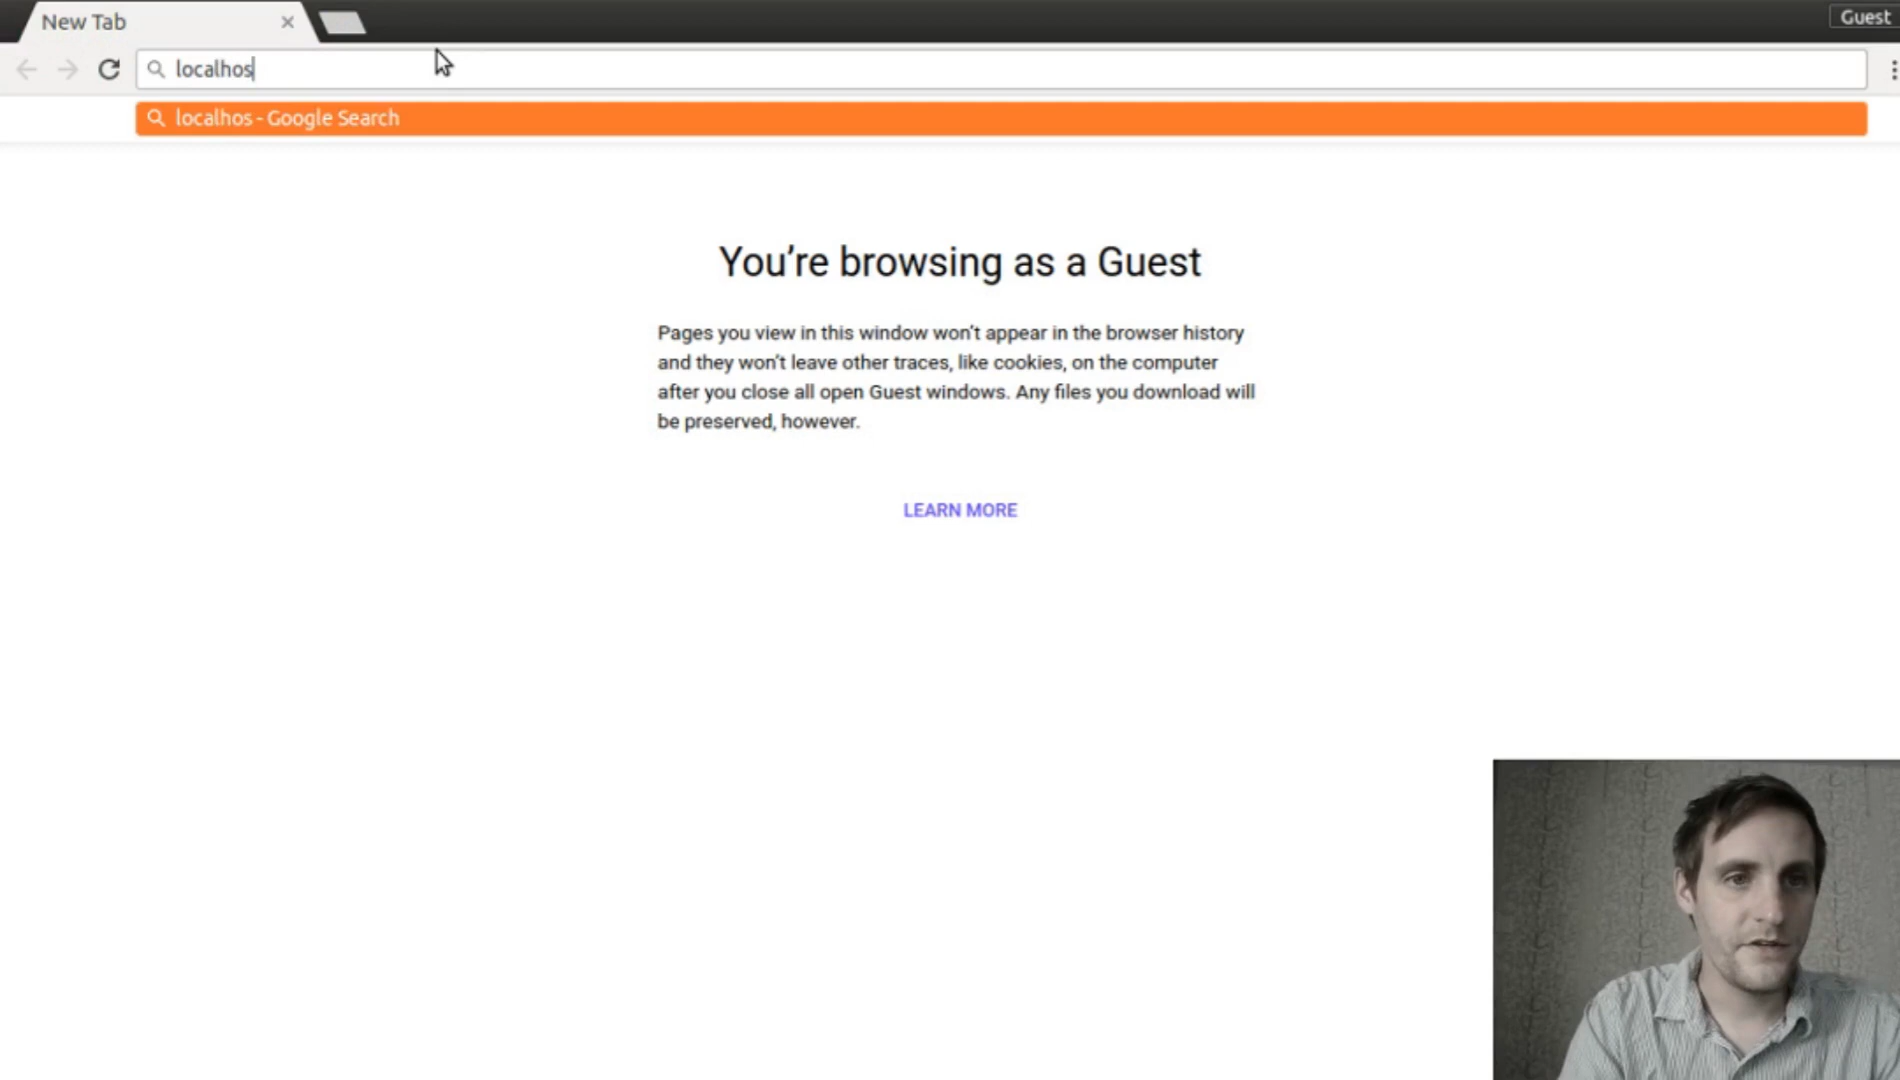 New Tab
Guest
localhos
localhos - Google Search
You’re browsing as a Guest
Pages you view in this window won’t appear in the browser history
and they won’t leave other traces, like cookies, on the computer
after you close all open Guest windows. Any files you download will
be preserved, however.
LEARN MORE